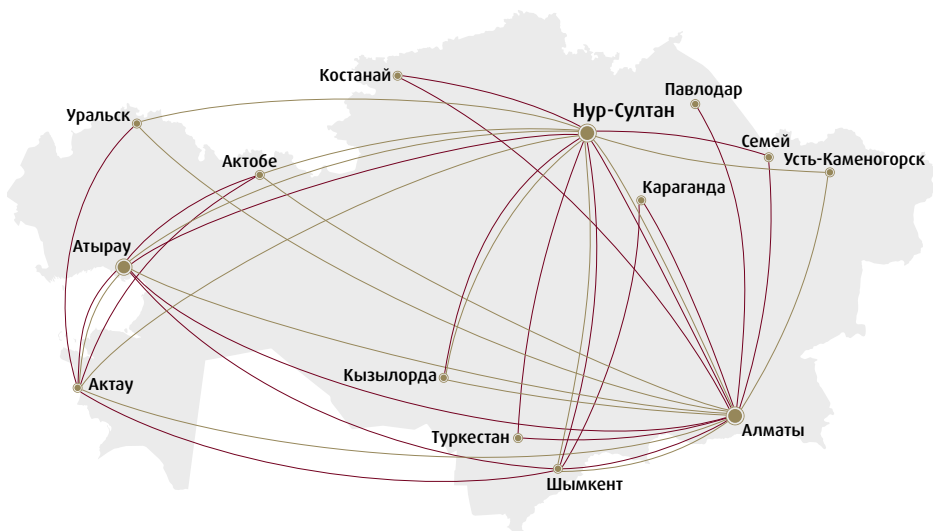 Костанай
Павлодар
Уральск
Нур-Султан
Семей
Актобе
Усть-Каменогорск
Караганда
Атырау
Кызылорда
Актау
Туркестан
Алматы
Шымкент